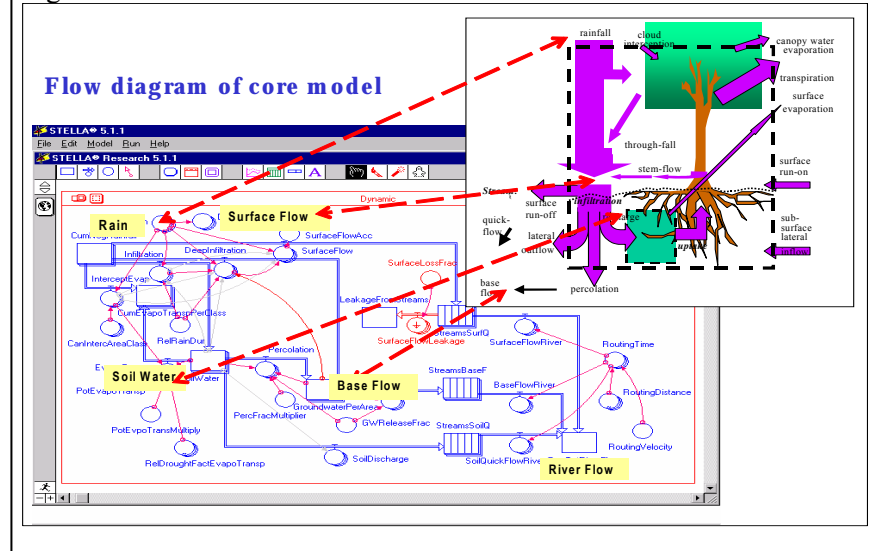 Flow diagram of core model
rainfall
cloud
interception
canopy water
evaporation
transpiration
surface
evaporation
through-fall
stem-flow
surface
run-on
surface
run-off
Infiltration
quick-
flow
lateral
outflow
uptake
sub-
surface
lateral
inflow
base
percolation
STELLA® 5.1.1
File Edit Model Run Help
STELLA® Research 5.1.1
A
Dynamic
Rain
Surface Flow
SurfaceFlowAcc
Infiltration
DeepInfiltration
SurfaceFlow
SurfaceLossFrac
InterceptEvap
CumEvapoTranspPerClass
CanIntercAreaClass
RelRainDur
StreamsSurfQ
SurfaceFlowLeakage
SurfaceFlowRiver
RoutingTime
Percolation
Soil Water
Base Flow
StreamsBaseF
BaseFlowRiver
PotEvapoTransp
GroundwaterPerArea
PercFracMultiplier
GWReleaseFrac
RoutingDistance
PotEvpoTransMultiply
StreamsSoilQ
RoutingVelocity
RelDroughtFactEvapoTransp
SoilDischarge
SoilQuickFlowRiver
River Flow